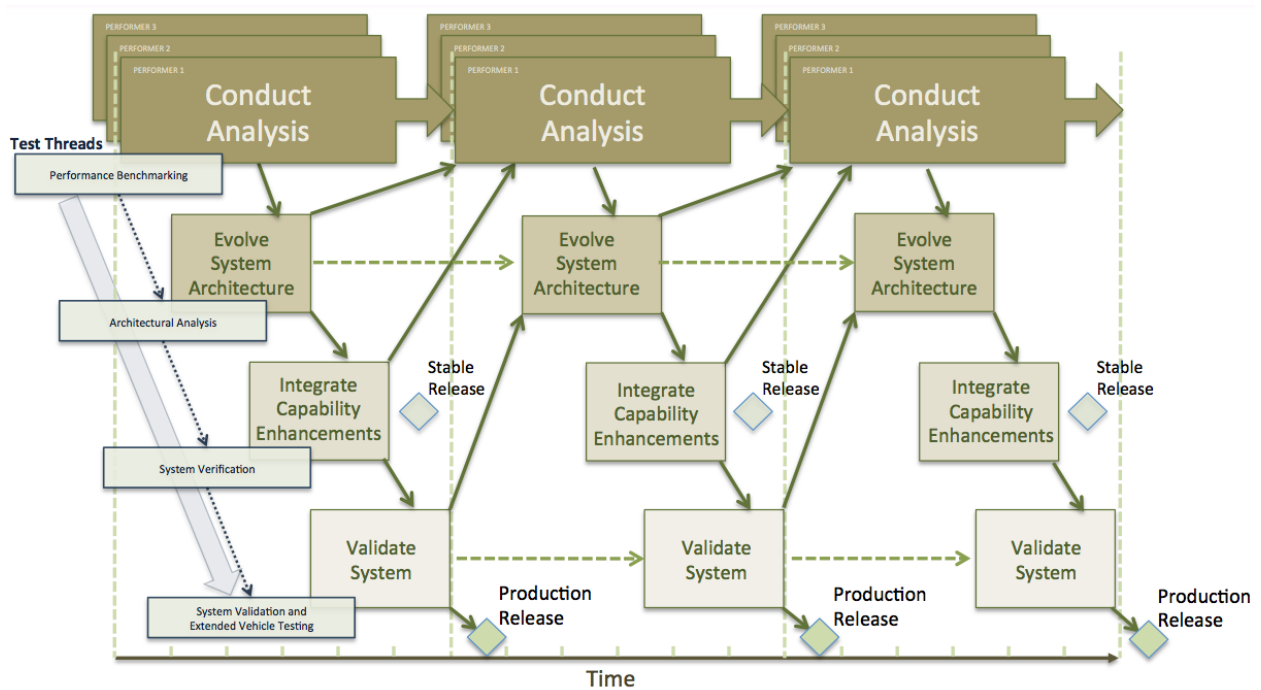 PERFORMER 3
PERFORMER 2
PERFORMER 1
Conduct
Analysis
PERFORMER 3
PERFORMER 2
PERFORMER 1
Conduct
Analysis
PERFORMER 3
PERFORMER 2
PERFORMER 1
Conduct
Analysis
Test Threads
Performance Benchmarking
Evolve
System
Architecture
Evolve
System
Architecture
Evolve
System
Architecture
Architectural Analysis
Integrate
Capability
Enhancements
Stable
Release
Integrate
Capability
Enhancements
Stable
Release
Integrate
Capability
Enhancements
Stable
Release
System Verification
Validate
System
Validate
System
Validate
System
System Validation and
Extended Vehicle Testing
Production
Release
Production
Release
Production
Release
Time